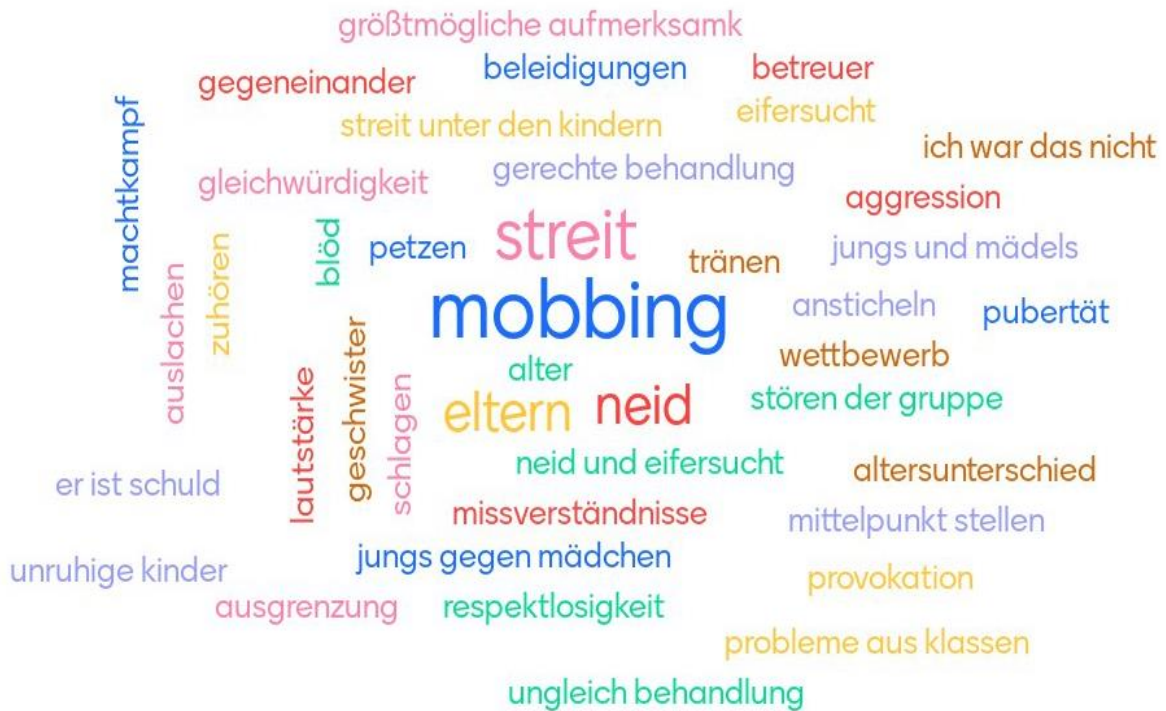 größtmögliche aufmerksamk
beleidigungen
betreuer
gegeneinander
eifersucht
streit unter den kindern
ich war das nicht
machtkampf
gerechte behandlung
gleichwürdigkeit
aggression
streit
jungs und mädels
petzen
blöd
tränen
zuhören
auslachen
mobbing
ansticheln
pubertät
wettbewerb
alter
geschwister
eltern
neid
stören der gruppe
lautstärke
schlagen
neid und eifersucht
altersunterschied
er ist schuld
missverständnisse
mittelpunkt stellen
jungs gegen mädchen
unruhige kinder
provokation
ausgrenzung
respektlosigkeit
probleme aus klassen
ungleich behandlung